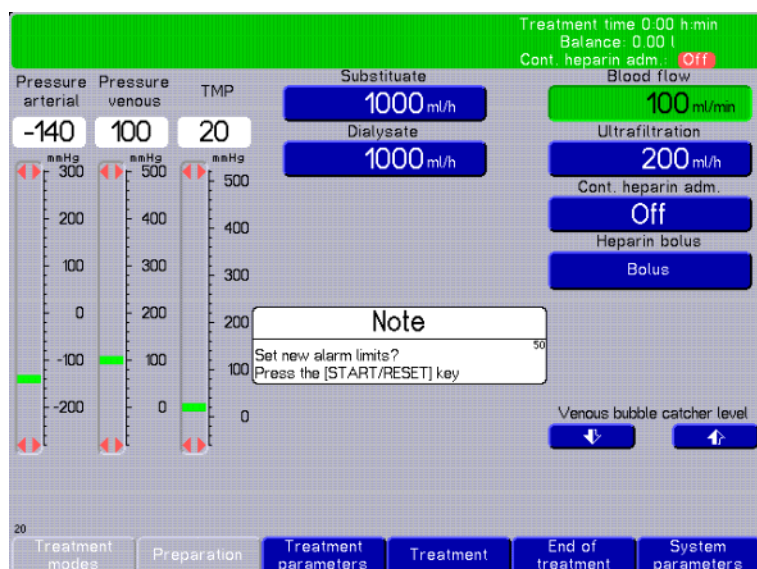 Treatment time 0:00 h:min
Balance: 0.00 l
Cont. heparin adm.: Off
Pressure arterial
Pressure venous
TMP
Substituate
Blood flow
-140
100
20
1000 ml/h
100 ml/min
Dialysate
Ultrafiltration
1000 ml/h
200 ml/h
mmHg
mmHg
mmHg
300
500
500
Cont. heparin adm.
Off
200
400
400
Heparin bolus
Bolus
100
300
300
0
200
200
Note
50
Set new alarm limits?
Press the [START/RESET] key
-100
100
100
-200
0
0
Venous bubble catcher level
20
Treatment modes
Preparation
Treatment parameters
Treatment
End of treatment
System parameters